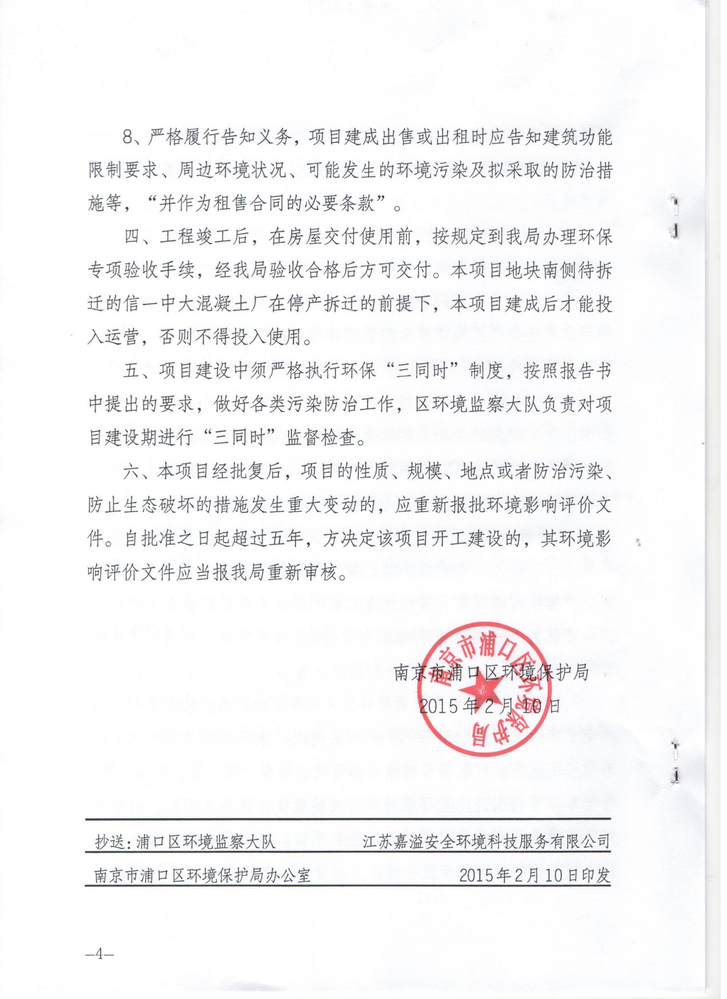 8、严格履行告知义务，项目建成出售或出租时应告知建筑功能
限制要求、周边环境状况、可能发生的环境污染及拟采取的防治措
施等，“并作为租售合同的必要条款”。
四、工程竣工后，在房屋交付使用前，按规定到我局办理环保
专项验收手续，经我局验收合格后方可交付。本项目地块南侧待拆
迁的信一中大混凝土厂在停产拆迁的前提下，本项目建成后才能投
入运营，否则不得投入使用。
五、项目建设中须严格执行环保“三同时”制度，按照报告书
中提出的要求，做好各类污染防治工作，区环境监察大队负责对项
目建设期进行“三同时”监督检查。
六、本项目经批复后，项目的性质、规模、地点或者防治污染、
防止生态破坏的措施发生重大变动的，应重新报批环境影响评价文
件。自批准之日起超过五年，方决定该项目开工建设的，其环境影
响评价文件应当报我局重新审核。
南京市浦口区环境保护局
南京市浦口区环境保护局
2015年2月10日
抄送：浦口区环境监察大队 江苏嘉溢安全环境科技服务有限公司
南京市浦口区环境保护局办公室 2015年2月10日印发
—4—